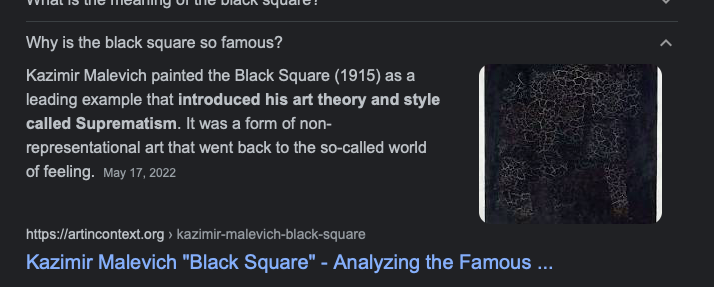 What is the meaning of the black square?
Why is the black square so famous?
Kazimir Malevich painted the Black Square (1915) as a
leading example that introduced his art theory and style
called Suprematism. It was a form of non-
representational art that went back to the so-called world
of feeling. May 17, 2022
https://artincontext.org › kazimir-malevich-black-square
Kazimir Malevich "Black Square" - Analyzing the Famous ...